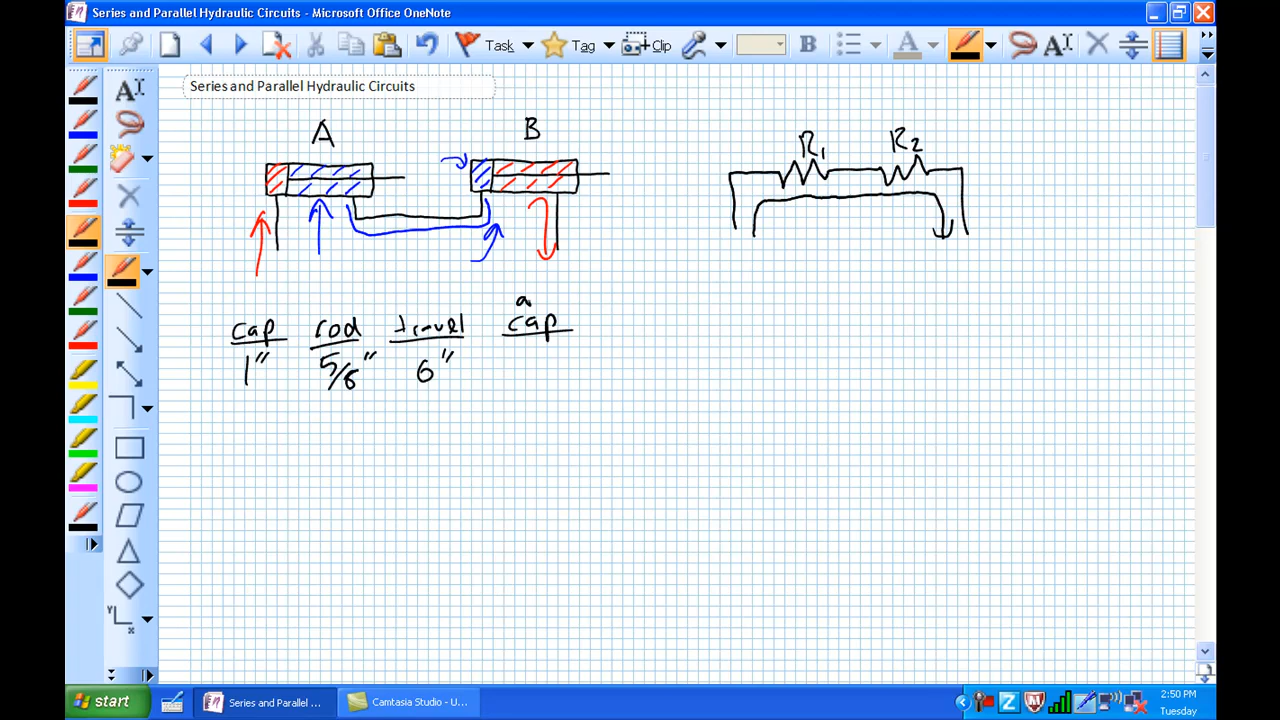 Series and Parallel Hydraulic Circuits - Microsoft Office OneNote
Task Tag Clip B A A
Series and Parallel Hydraulic Circuits
A B R1 R2
a
cap rod travel cap
1" 5/8" 6"
start Series and Parallel ... Camtasia Studio - U... 2:50 PM
Tuesday